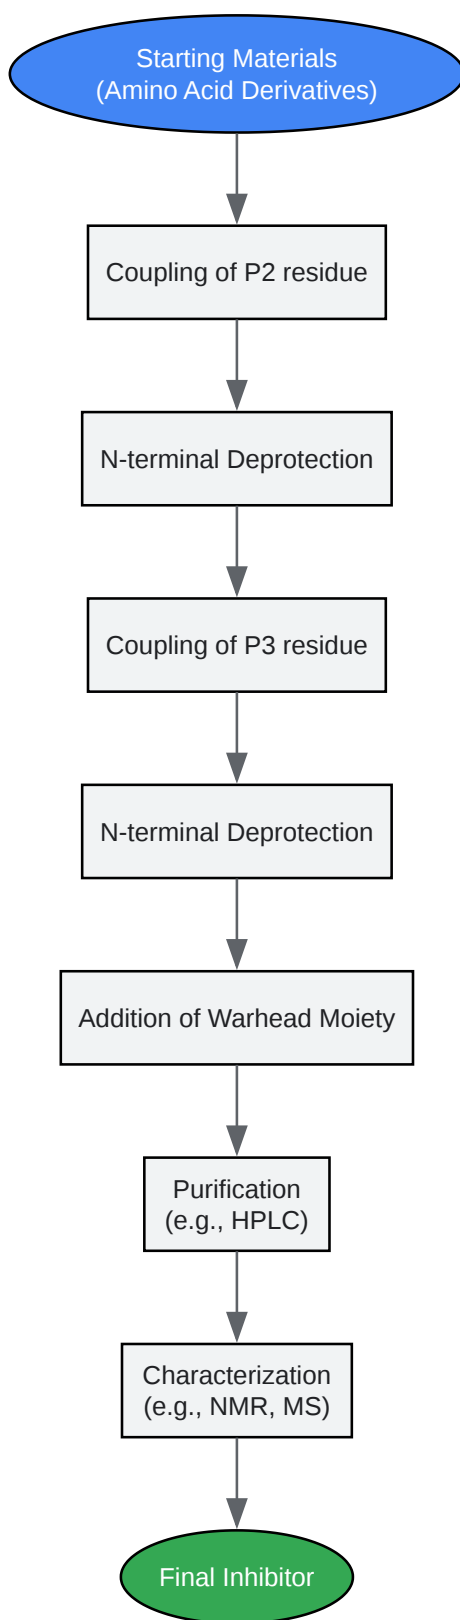 Starting Materials
(Amino Acid Derivatives)
Coupling of P2 residue
N-terminal Deprotection
Coupling of P3 residue
N-terminal Deprotection
Addition of Warhead Moiety
Purification
(e.g., HPLC)
Characterization
(e.g., NMR, MS)
Final Inhibitor